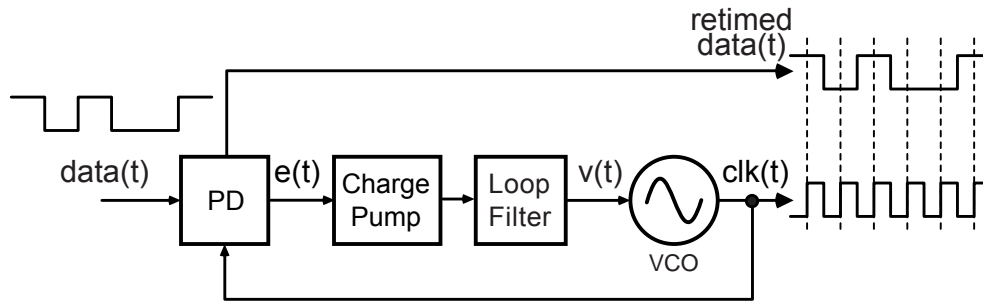 retimed
data(t)
data(t)
PD
e(t)
Charge
Pump
Loop
Filter
v(t)
VCO
clk(t)